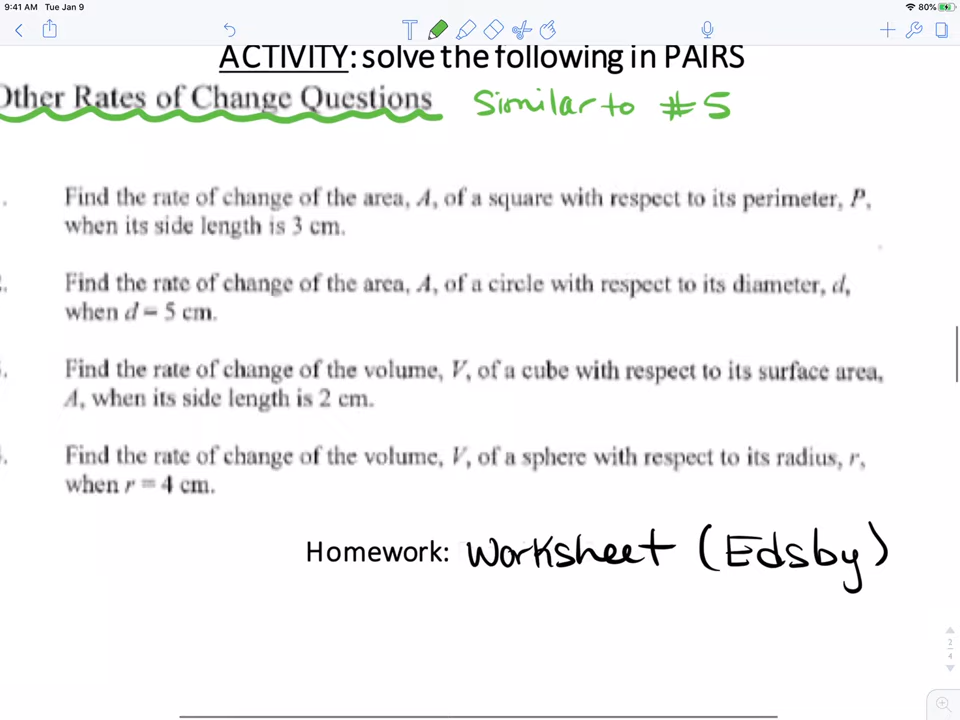 9:41 AM Tue Jan 9
80%
ACTIVITY: solve the following in PAIRS
Other Rates of Change Questions Similar to #5
Find the rate of change of the area, A, of a square with respect to its perimeter, P,
when its side length is 3 cm.
Find the rate of change of the area, A, of a circle with respect to its diameter, d,
when d = 5 cm.
Find the rate of change of the volume, V, of a cube with respect to its surface area,
A, when its side length is 2 cm.
Find the rate of change of the volume, V, of a sphere with respect to its radius, r,
when r = 4 cm.
Homework: Worksheet (Edsby)
2
4